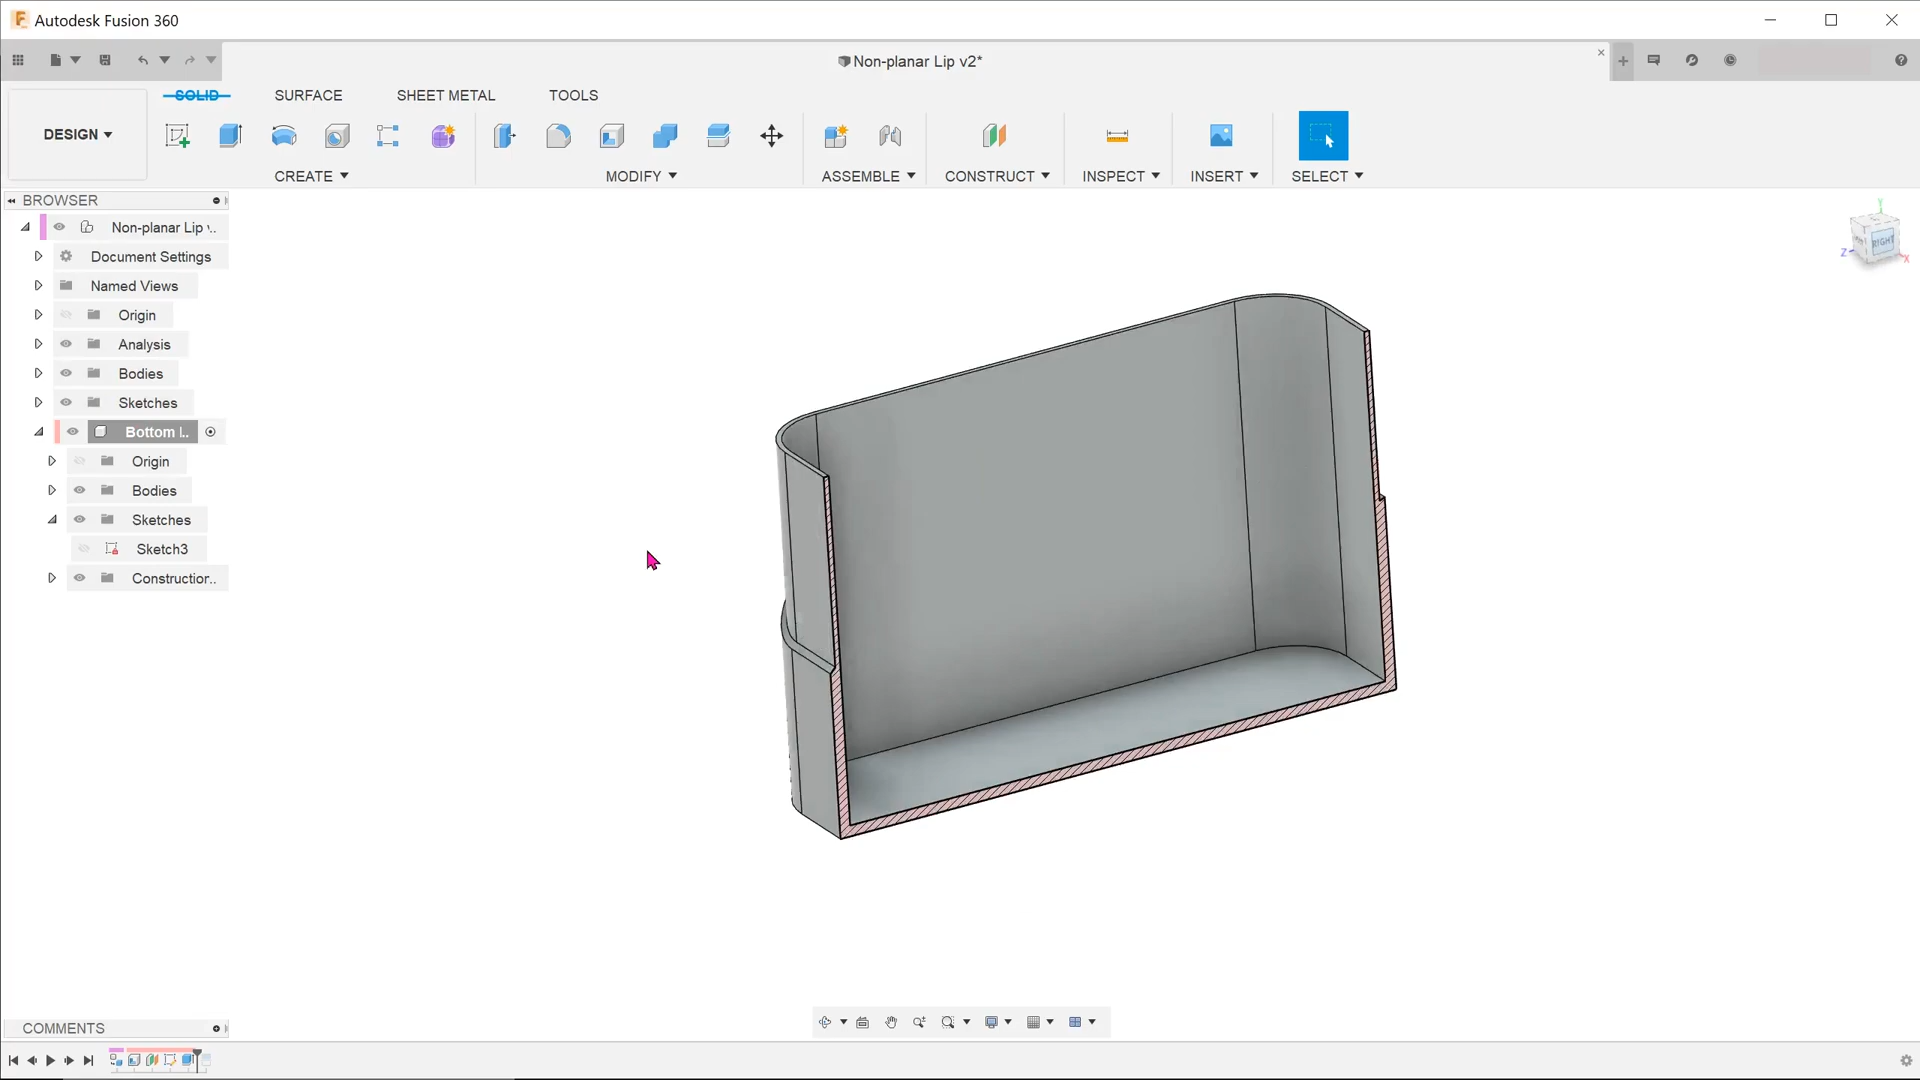 Autodesk Fusion 360
Non-planar Lip v2*
SOLID
SURFACE
SHEET METAL
TOOLS
DESIGN
CREATE
MODIFY
ASSEMBLE
CONSTRUCT
INSPECT
INSERT
SELECT
BROWSER
Non-planar Lip
Document Settings
Named Views
Origin
Analysis
Bodies
Sketches
Bottom
Origin
Bodies
Sketches
Sketch3
Construction..
COMMENTS
Y
RIGHT
Z
X